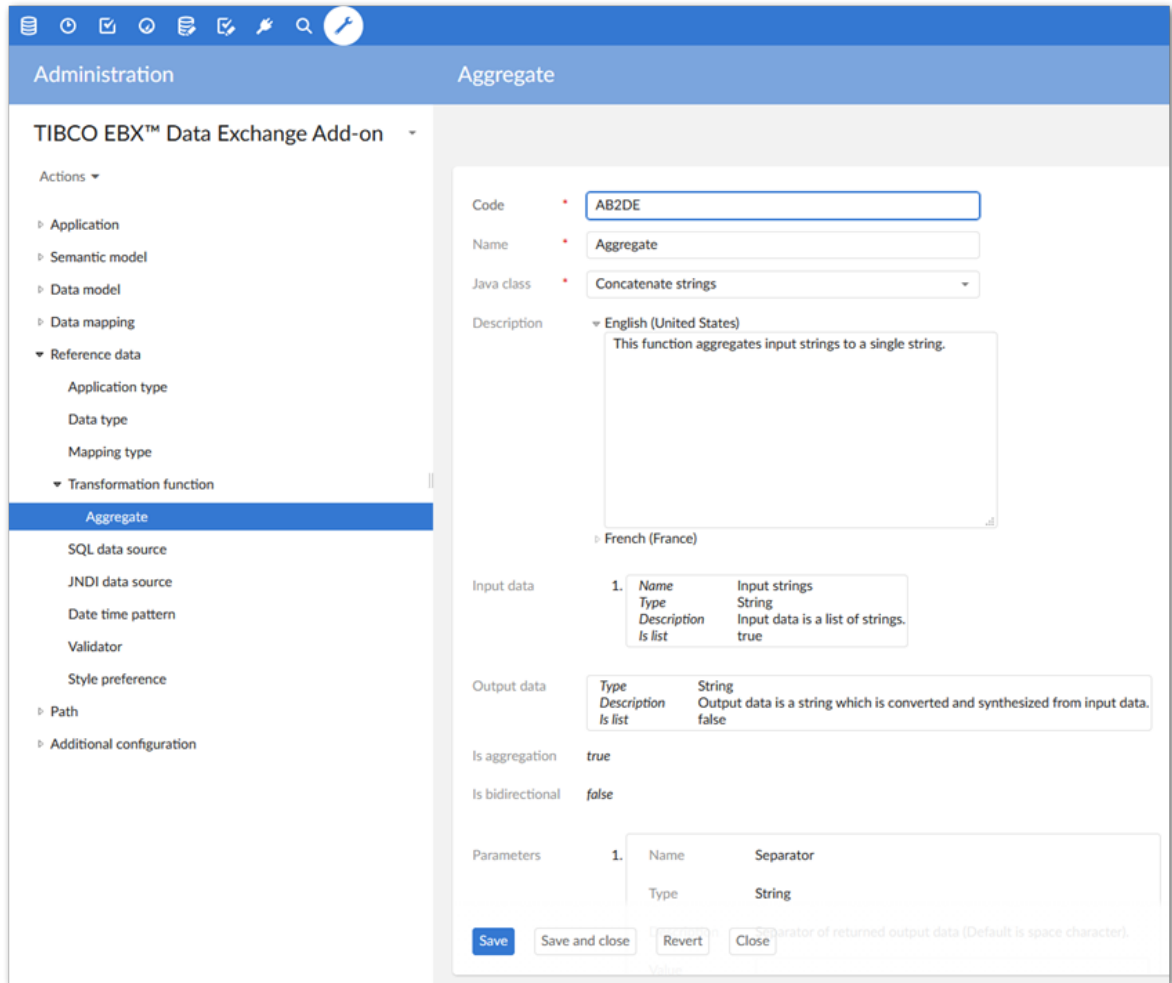 Administration
Aggregate
TIBCO EBX™ Data Exchange Add-on
Actions
Application
Semantic model
Data model
Data mapping
Reference data
Application type
Data type
Mapping type
Transformation function
Aggregate
SQL data source
JNDI data source
Date time pattern
Validator
Style preference
Path
Additional configuration
Code * AB2DE
Name * Aggregate
Java class * Concatenate strings
Description English (United States)
This function aggregates input strings to a single string.
French (France)
Input data 1. Name Input strings
Type String
Description Input data is a list of strings.
Is list true
Output data Type String
Description Output data is a string which is converted and synthesized from input data.
Is list false
Is aggregation true
Is bidirectional false
Parameters 1. Name Separator
Type String
Description Separator of returned output data (Default is space character).
Value
Save Save and close Revert Close